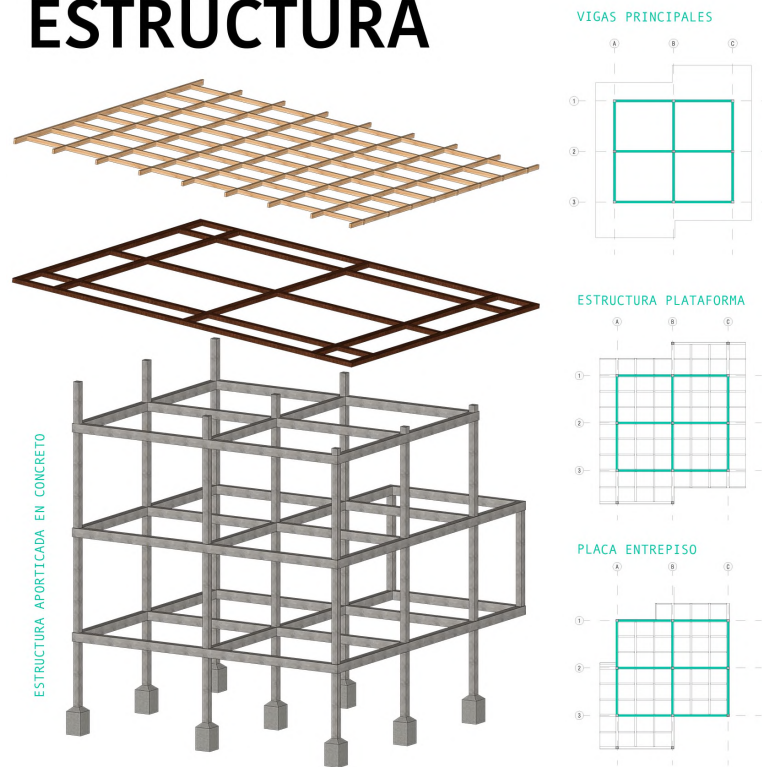 ESTRUCTURA
ESTRUCTURA APORTICADA EN CONCRETO
VIGAS PRINCIPALES
A B C
1
2
3
ESTRUCTURA PLATAFORMA
A B C
1
2
3
PLACA ENTREPISO
A B C
1
2
3